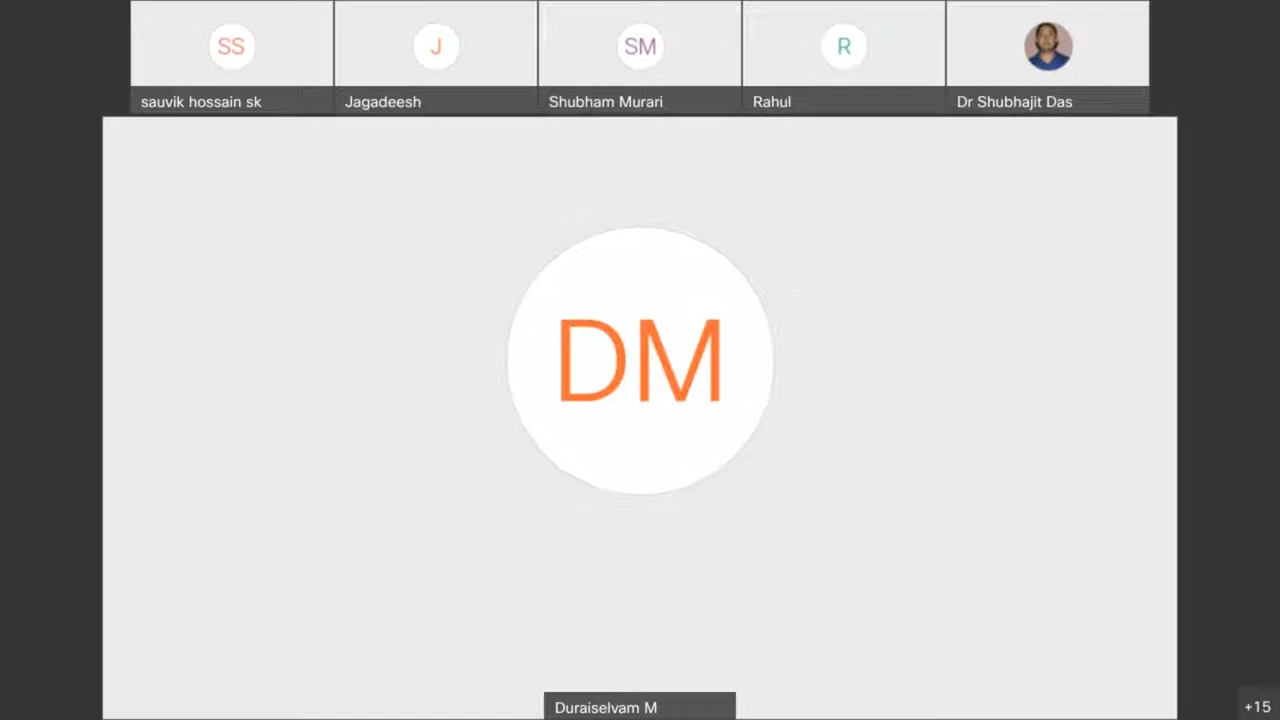 SS
J
SM
R
sauvik hossain sk
Jagadeesh
Shubham Murari
Rahul
Dr Shubhajit Das
DM
Duraiselvam M
+15